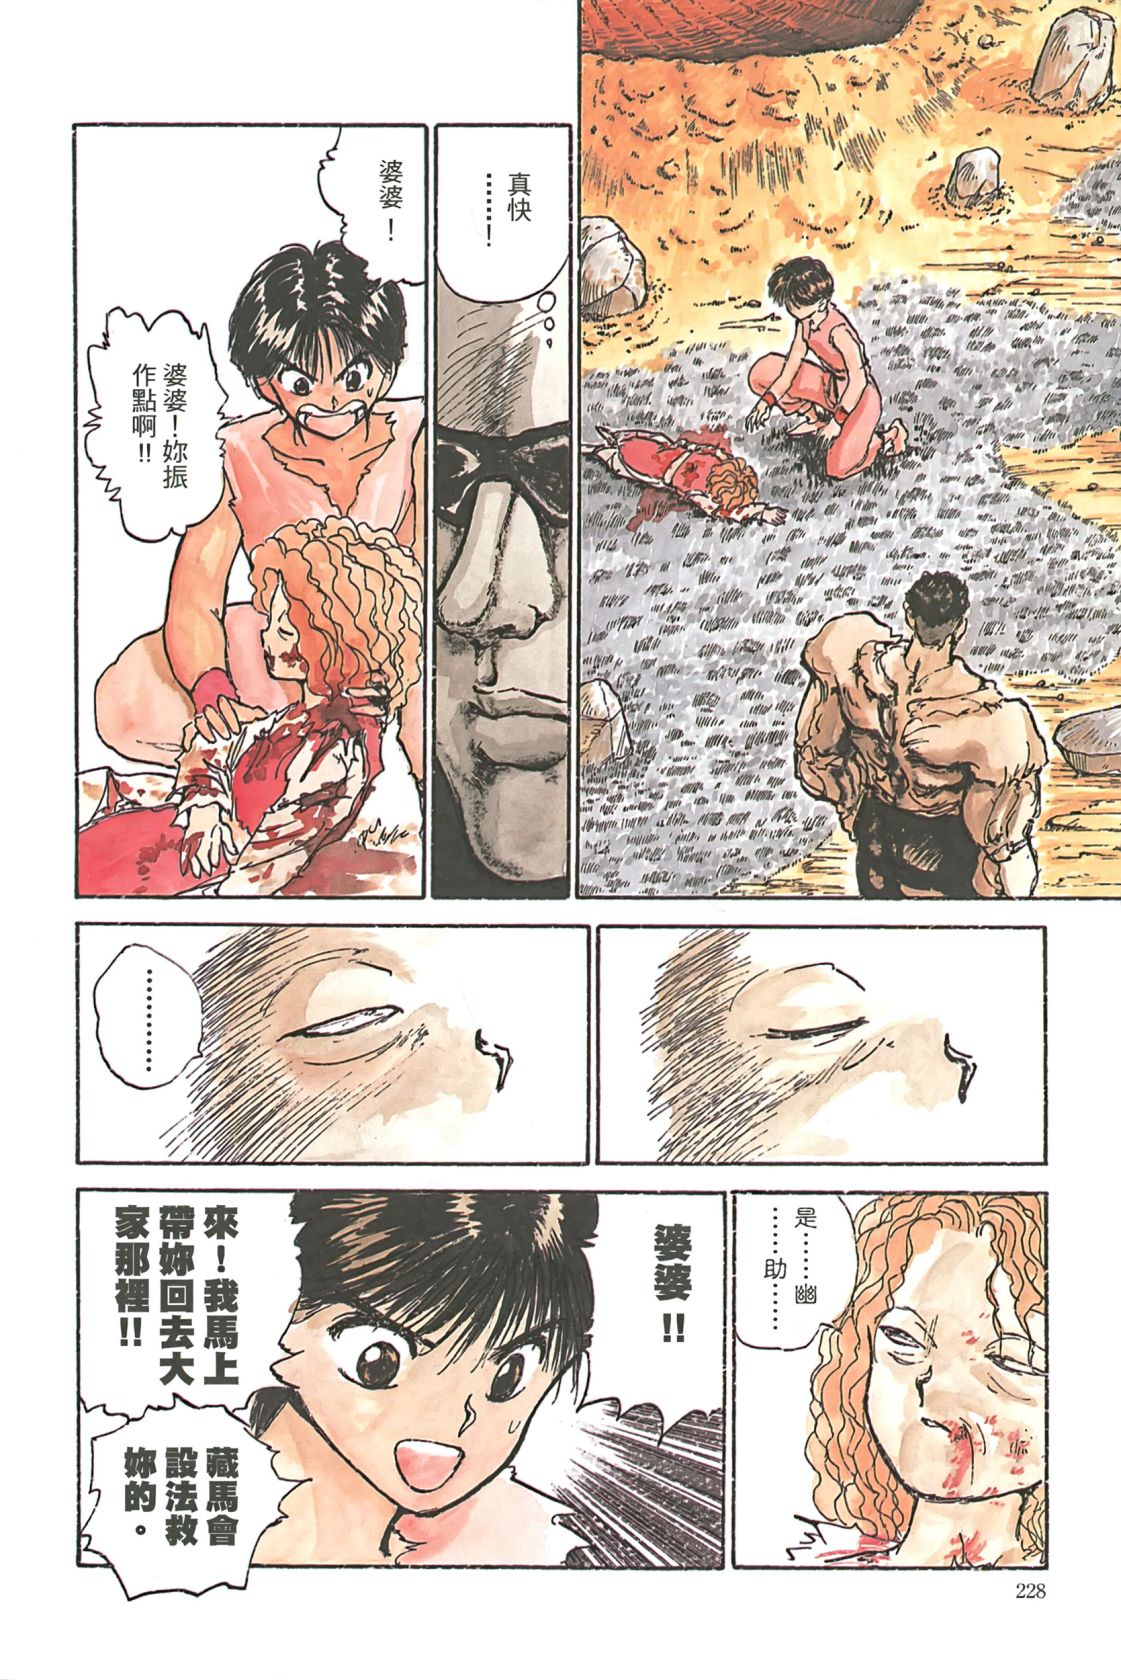 真快
………!
婆婆!
婆婆!妳振
作點啊!!
…………
是……幽
……助……
婆婆!!
來!我馬上
帶妳回去大
家那裡!!
藏馬會
設法救
妳的。
228